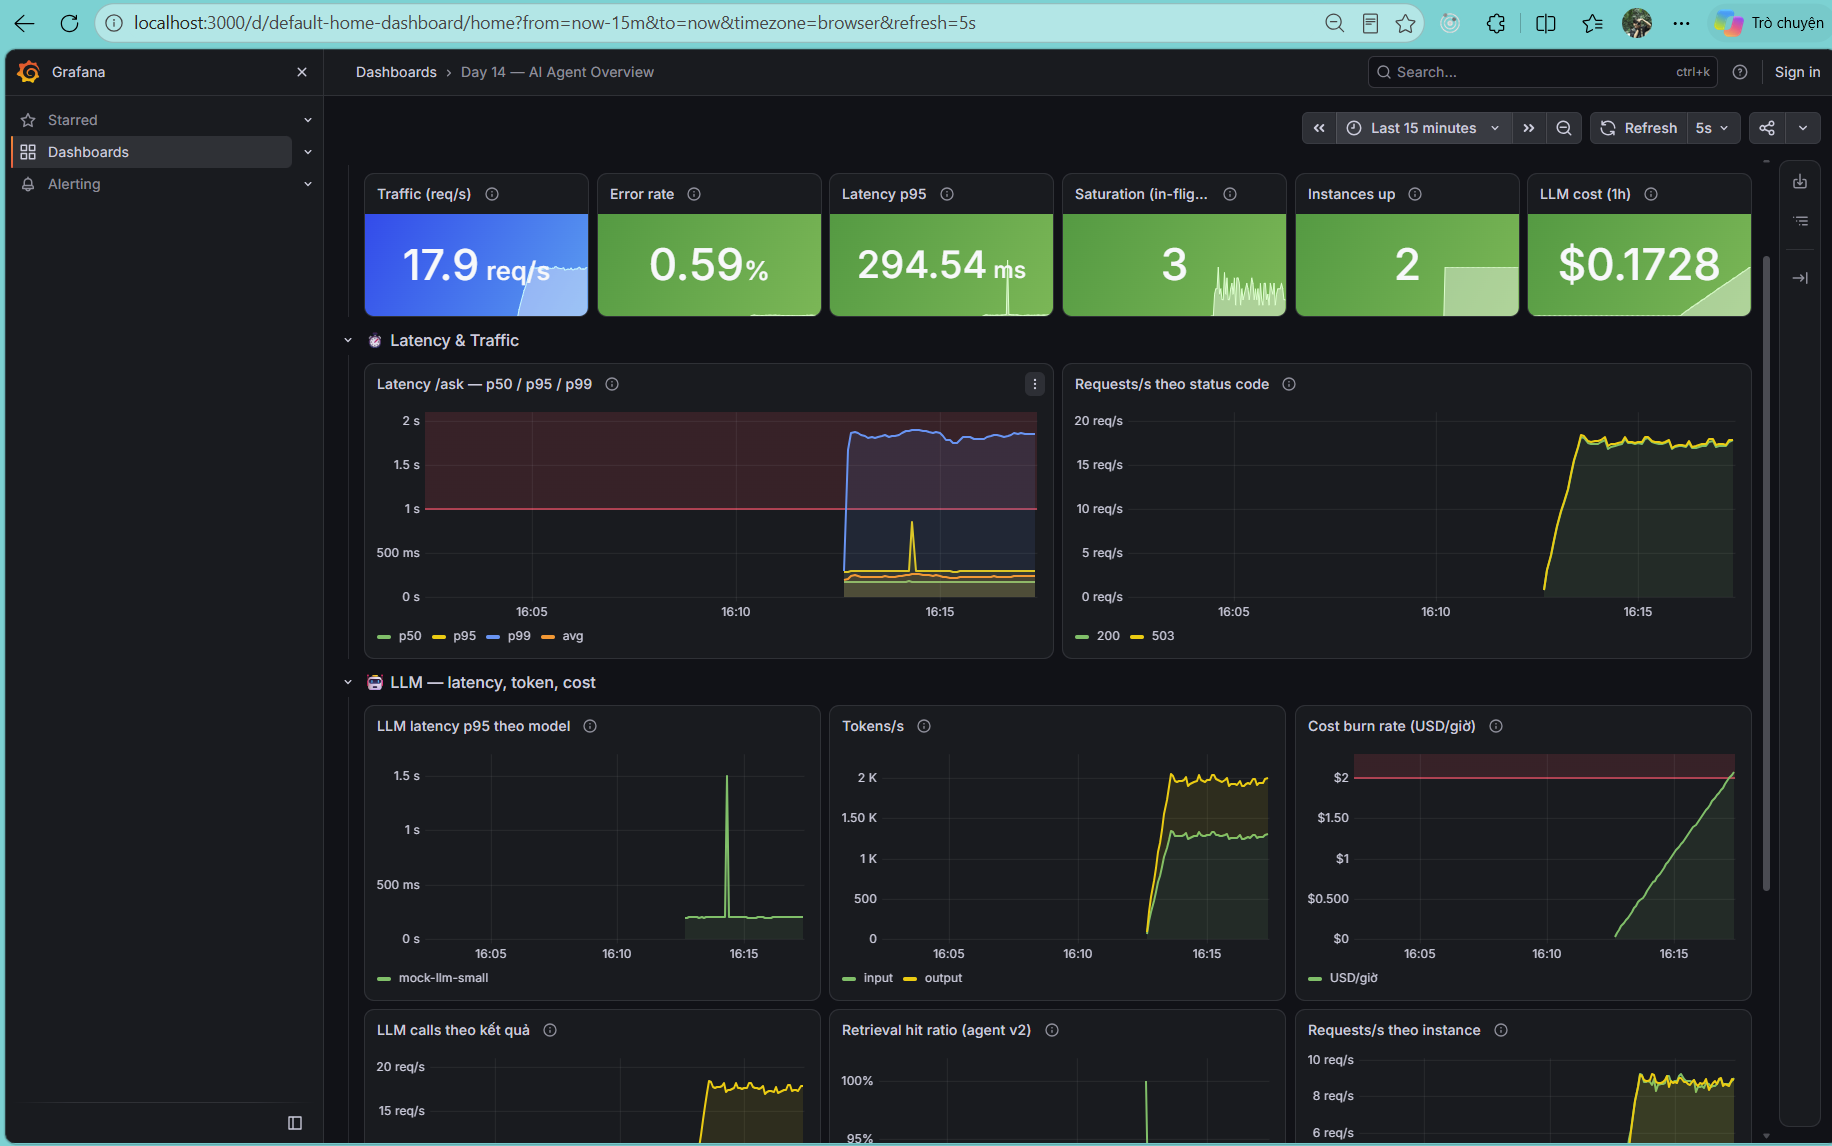 localhost:3000/d/default-home-dashboard/home?from=now-15m&to=now&timezone=browser&refresh=5s
Trò chuyện
Grafana
Dashboards › Day 14 — AI Agent Overview
Search...
ctrl+k
Sign in
Starred
Dashboards
Alerting
Last 15 minutes
Refresh
5s
Traffic (req/s)
17.9 req/s
Error rate
0.59%
Latency p95
294.54 ms
Saturation (in-flig...
3
Instances up
2
LLM cost (1h)
$0.1728
Latency & Traffic
Latency /ask — p50 / p95 / p99
2 s
1.5 s
1 s
500 ms
0 s
16:05
16:10
16:15
p50
p95
p99
avg
Requests/s theo status code
20 req/s
15 req/s
10 req/s
5 req/s
0 req/s
16:05
16:10
16:15
200
503
LLM — latency, token, cost
LLM latency p95 theo model
1.5 s
1 s
500 ms
0 s
16:05
16:10
16:15
mock-llm-small
Tokens/s
2 K
1.50 K
1 K
500
0
16:05
16:10
16:15
input
output
Cost burn rate (USD/giờ)
$2
$1.50
$1
$0.500
$0
16:05
16:10
16:15
USD/giờ
LLM calls theo kết quả
20 req/s
15 req/s
Retrieval hit ratio (agent v2)
100%
95%
Requests/s theo instance
10 req/s
8 req/s
6 req/s